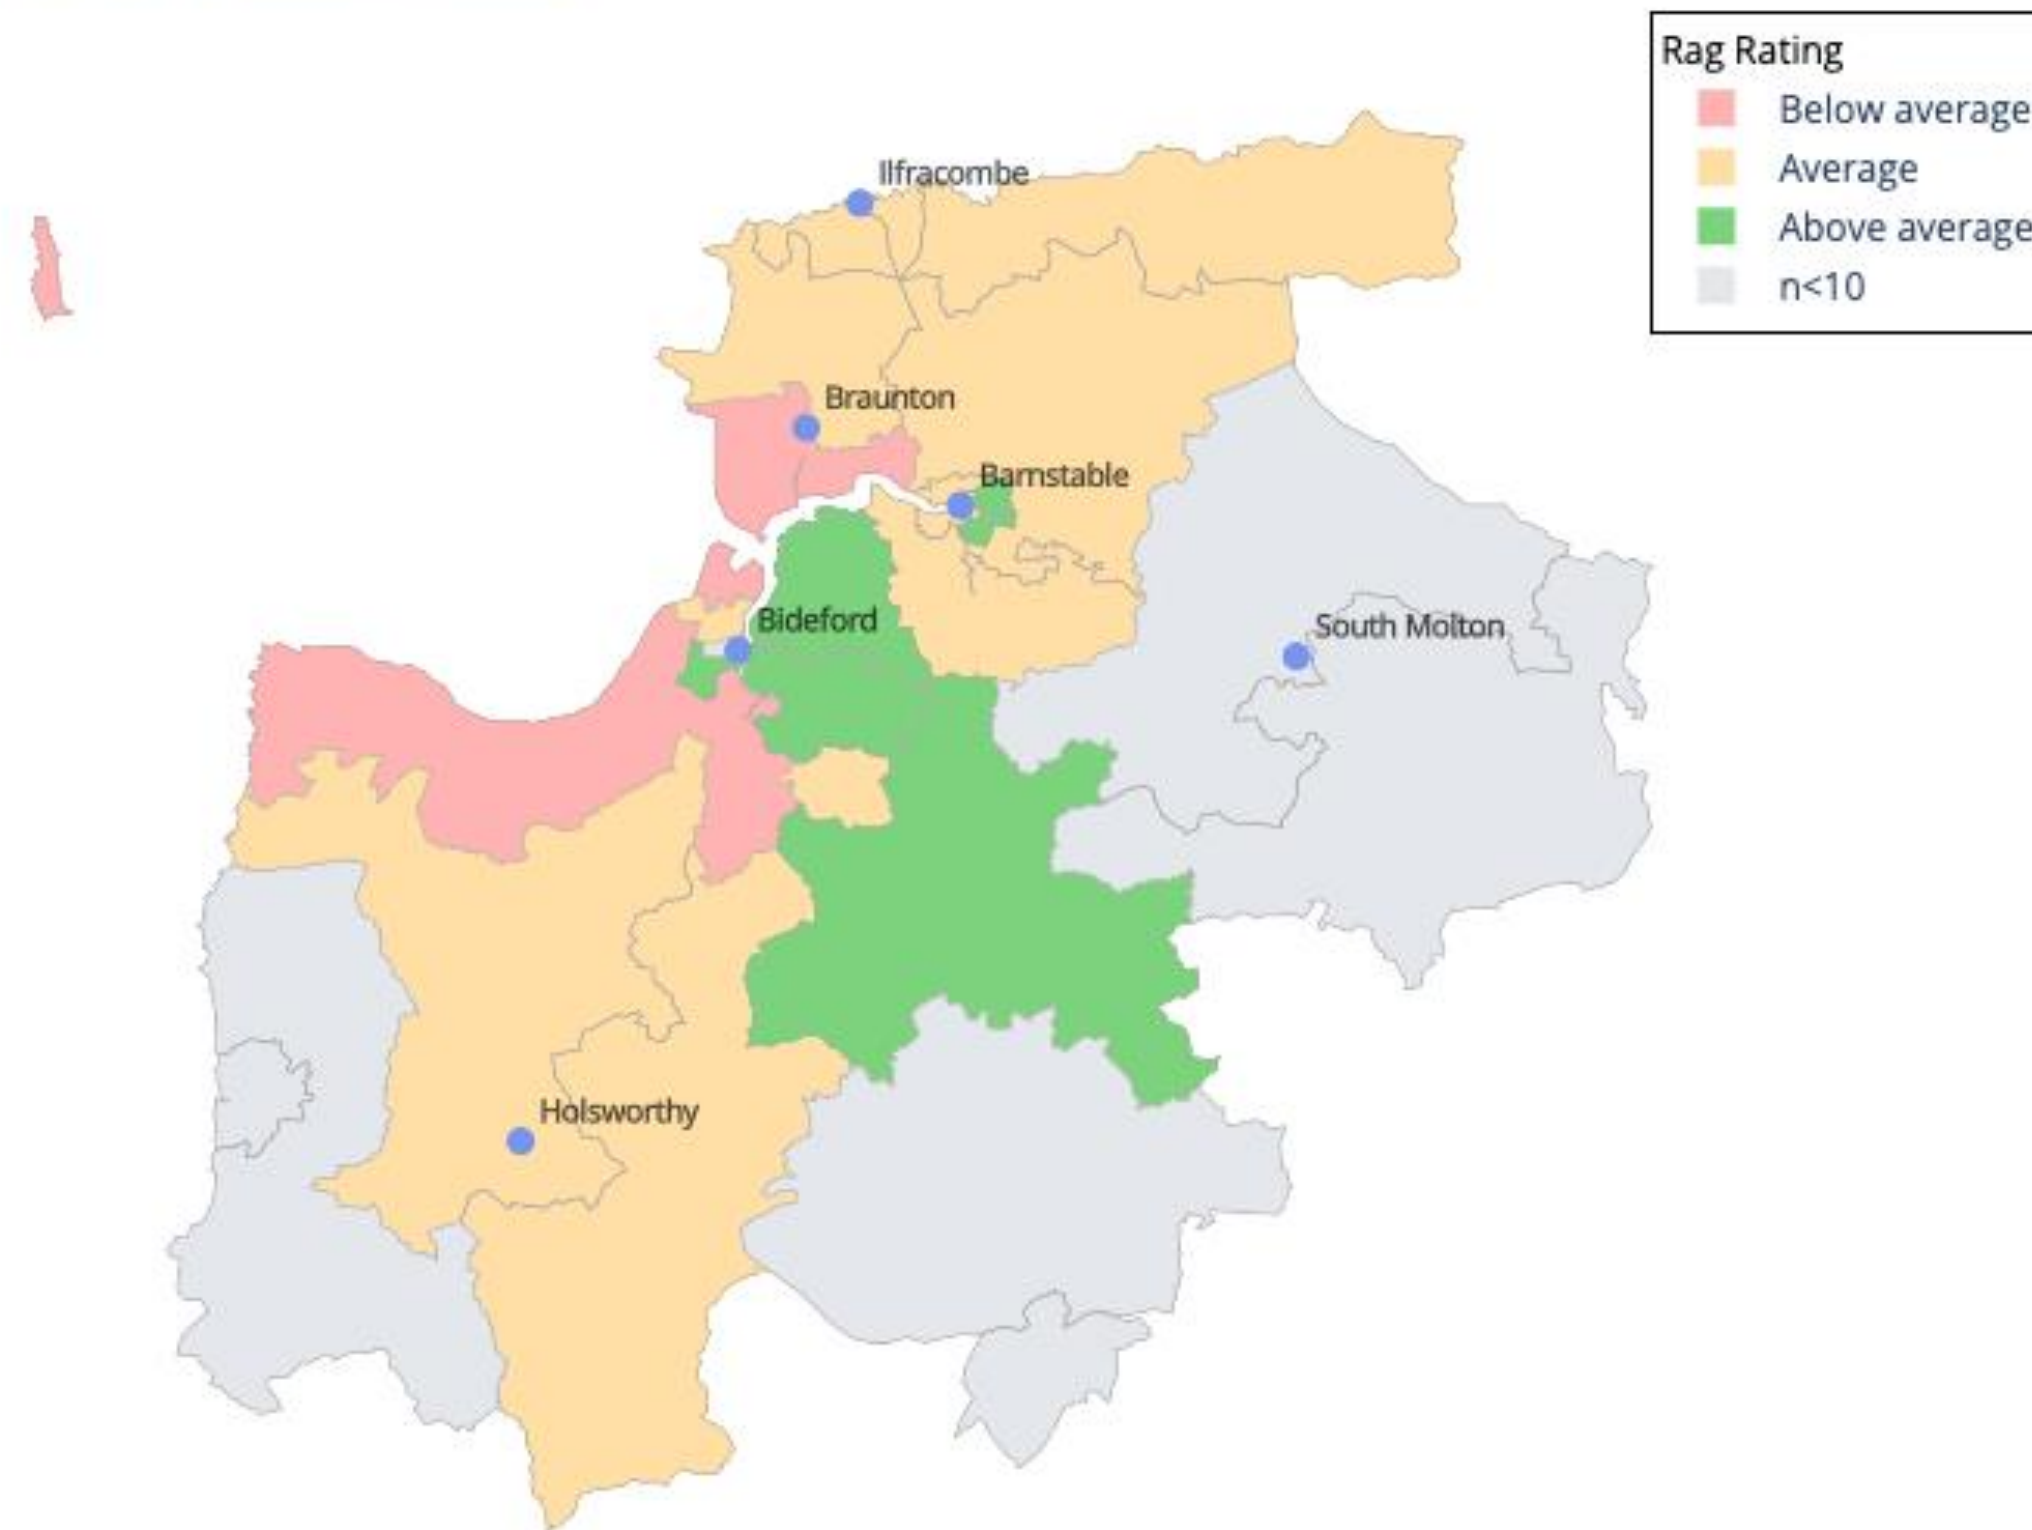 Rag Rating
Below average
Average
Above average
n<10
Ilfracombe
Braunton
Barnstable
Bideford
South Molton
Holsworthy